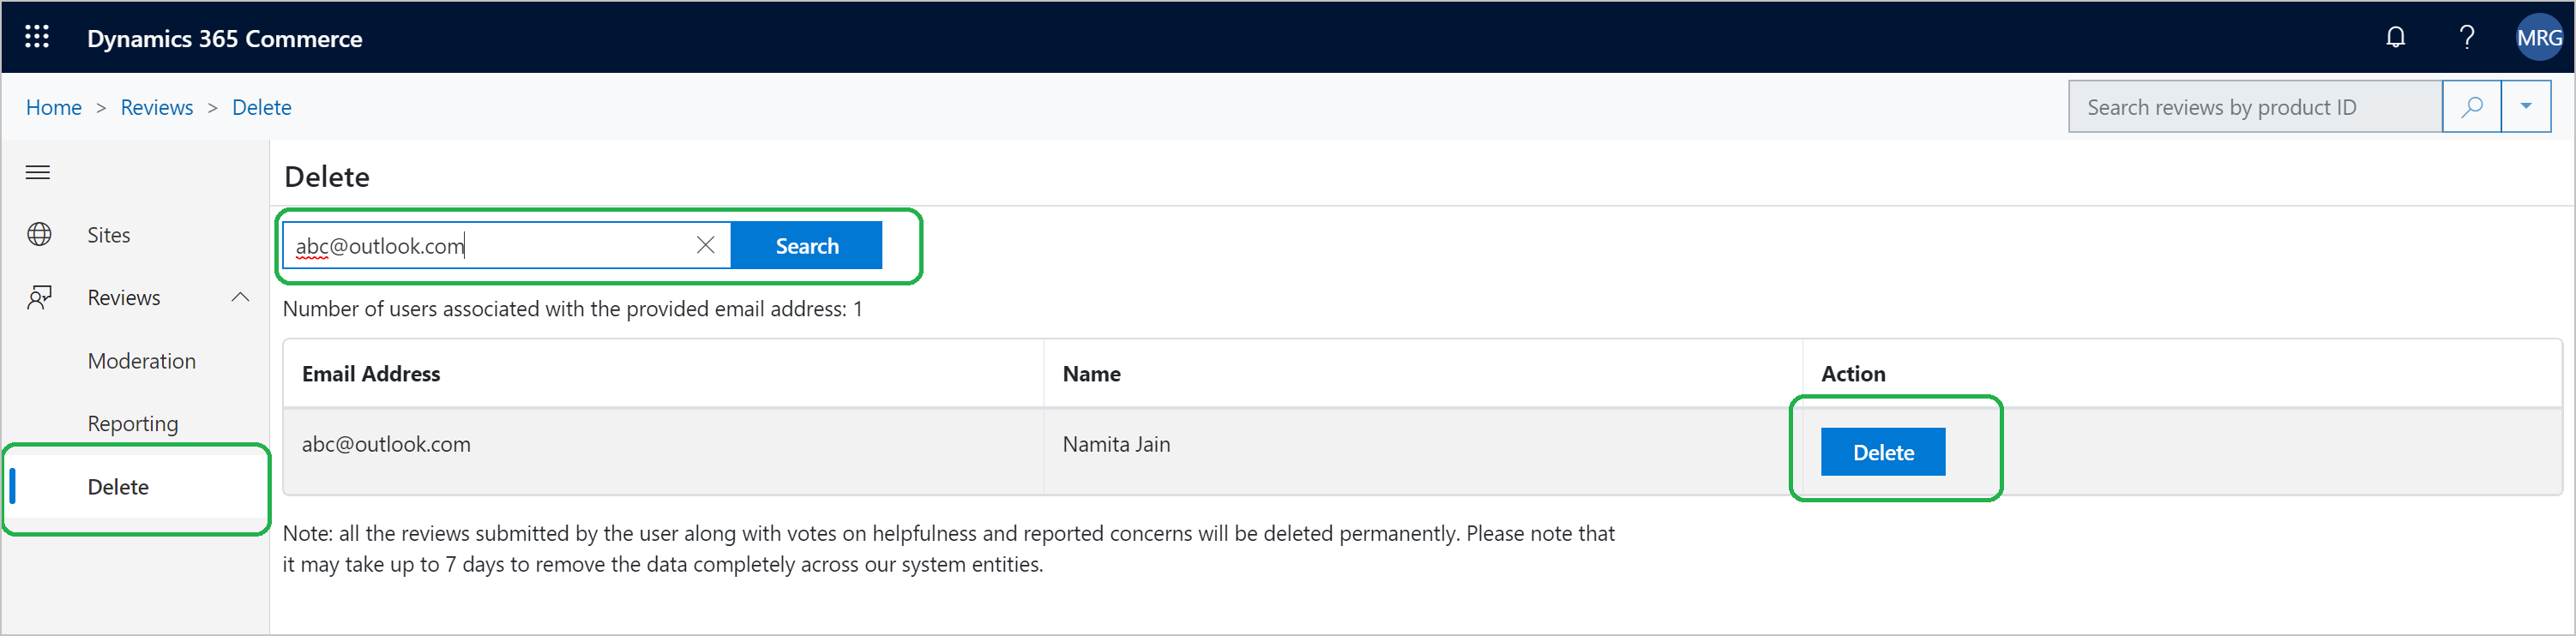 Dynamics 365 Commerce
?
MRG
Home > Reviews > Delete
Search reviews by product ID
Delete
Sites
abc@outlook.com
Search
Reviews
Number of users associated with the provided email address: 1
Moderation
Email Address
Name
Action
Reporting
abc@outlook.com
Namita Jain
Delete
Delete
Note: all the reviews submitted by the user along with votes on helpfulness and reported concerns will be deleted permanently. Please note that
it may take up to 7 days to remove the data completely across our system entities.